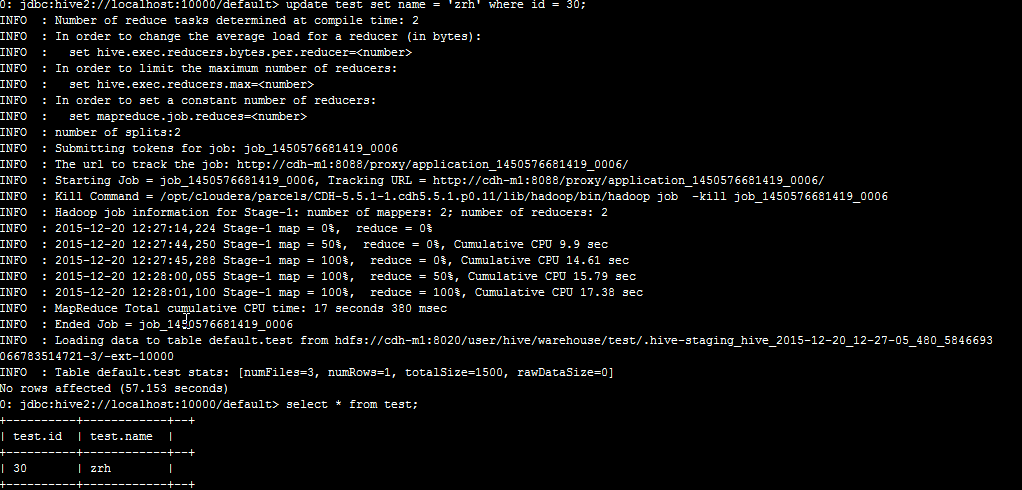 0: jdbc:hive2://localhost:10000/default> update test set name = 'zrh' where id = 30;
INFO  : Number of reduce tasks determined at compile time: 2
INFO  : In order to change the average load for a reducer (in bytes):
INFO  :   set hive.exec.reducers.bytes.per.reducer=<number>
INFO  : In order to limit the maximum number of reducers:
INFO  :   set hive.exec.reducers.max=<number>
INFO  : In order to set a constant number of reducers:
INFO  :   set mapreduce.job.reduces=<number>
INFO  : number of splits:2
INFO  : Submitting tokens for job: job_1450576681419_0006
INFO  : The url to track the job: http://cdh-m1:8088/proxy/application_1450576681419_0006/
INFO  : Starting Job = job_1450576681419_0006, Tracking URL = http://cdh-m1:8088/proxy/application_1450576681419_0006/
INFO  : Kill Command = /opt/cloudera/parcels/CDH-5.5.1-1.cdh5.5.1.p0.11/lib/hadoop/bin/hadoop job  -kill job_1450576681419_0006
INFO  : Hadoop job information for Stage-1: number of mappers: 2; number of reducers: 2
INFO  : 2015-12-20 12:27:14,224 Stage-1 map = 0%,  reduce = 0%
INFO  : 2015-12-20 12:27:44,250 Stage-1 map = 50%,  reduce = 0%, Cumulative CPU 9.9 sec
INFO  : 2015-12-20 12:27:45,288 Stage-1 map = 100%,  reduce = 0%, Cumulative CPU 14.61 sec
INFO  : 2015-12-20 12:28:00,055 Stage-1 map = 100%,  reduce = 50%, Cumulative CPU 15.79 sec
INFO  : 2015-12-20 12:28:01,100 Stage-1 map = 100%,  reduce = 100%, Cumulative CPU 17.38 sec
INFO  : MapReduce Total cumulative CPU time: 17 seconds 380 msec
INFO  : Ended Job = job_1450576681419_0006
INFO  : Loading data to table default.test from hdfs://cdh-m1:8020/user/hive/warehouse/test/.hive-staging_hive_2015-12-20_12-27-05_480_5846693
066783514721-3/-ext-10000
INFO  : Table default.test stats: [numFiles=3, numRows=1, totalSize=1500, rawDataSize=0]
No rows affected (57.153 seconds)
0: jdbc:hive2://localhost:10000/default> select * from test;
+----------+------------+--+
| test.id  | test.name  |
+----------+------------+--+
| 30       | zrh        |
+----------+------------+--+